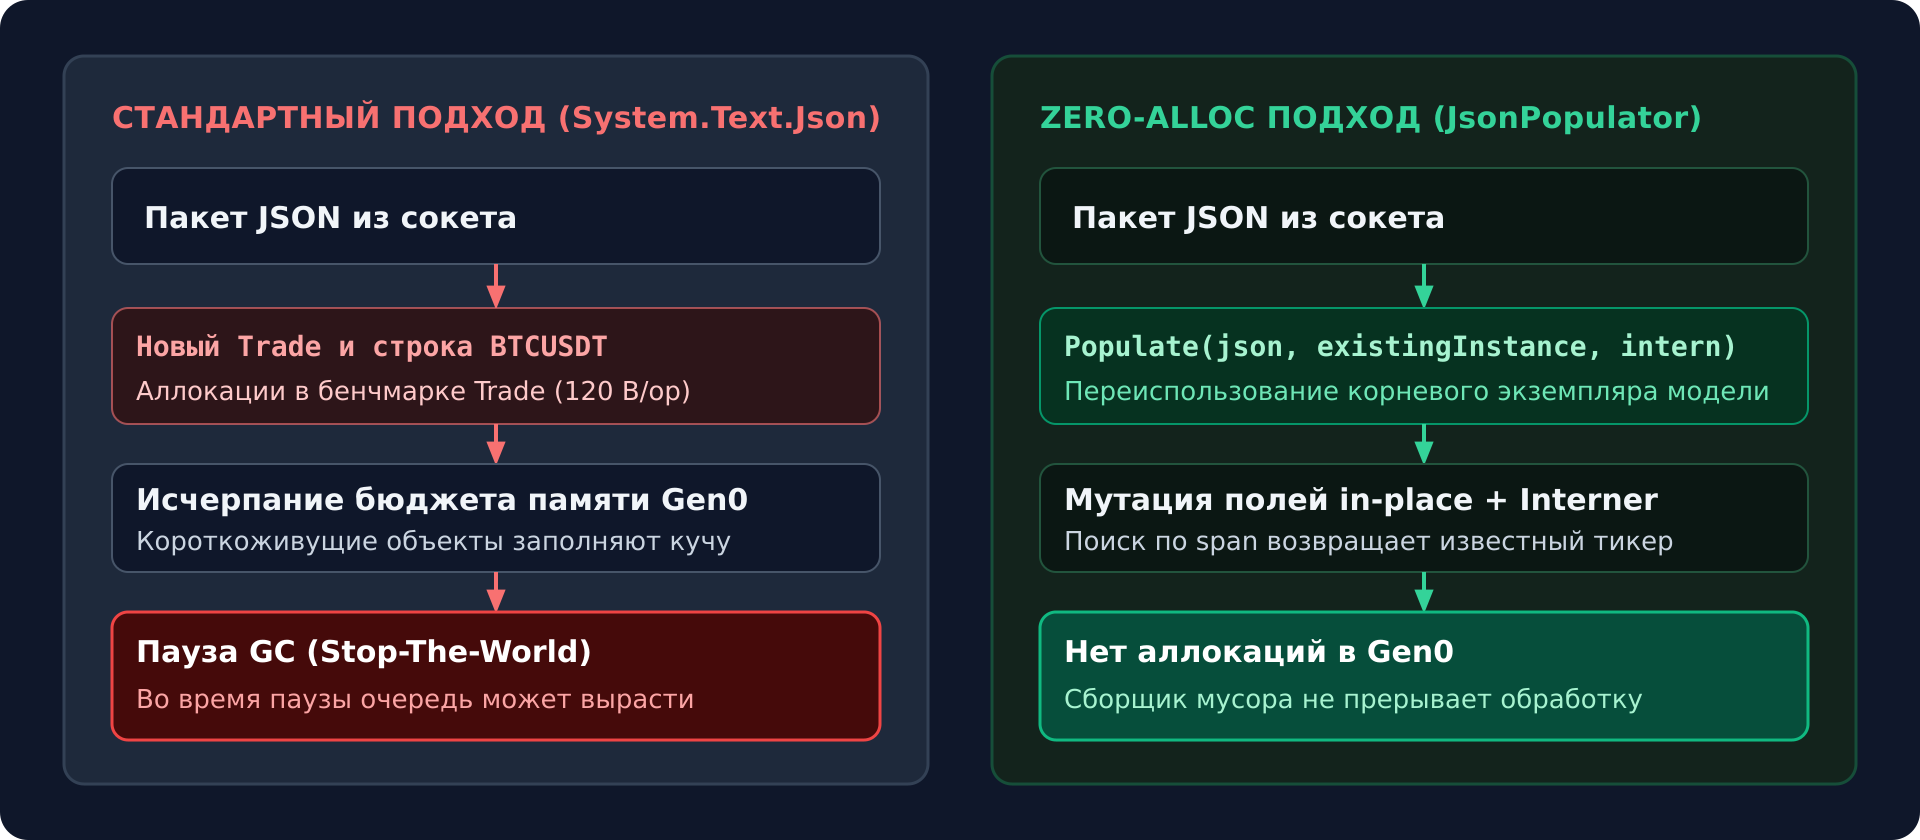 СТАНДАРТНЫЙ ПОДХОД (System.Text.Json)
Пакет JSON из сокета
Новый Trade и строка BTCUSDT
Аллокации в бенчмарке Trade (120 B/op)
Исчерпание бюджета памяти Gen0
Короткоживущие объекты заполняют кучу
Пауза GC (Stop-The-World)
Во время паузы очередь может вырасти
ZERO-ALLOC ПОДХОД (JsonPopulator)
Пакет JSON из сокета
Populate(json, existingInstance, intern)
Переиспользование корневого экземпляра модели
Мутация полей in-place + Interner
Поиск по span возвращает известный тикер
Нет аллокаций в Gen0
Сборщик мусора не прерывает обработку